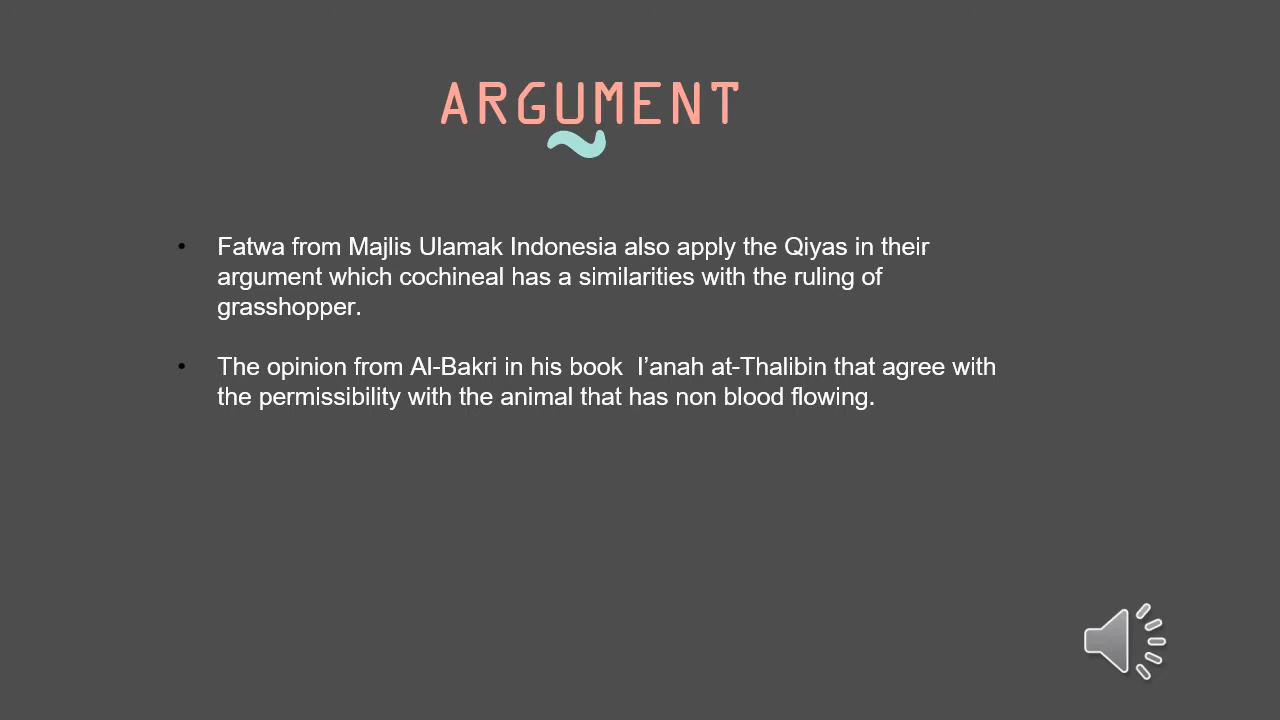 ARGUMENT
• Fatwa from Majlis Ulamak Indonesia also apply the Qiyas in their
argument which cochineal has a similarities with the ruling of
grasshopper.
• The opinion from Al-Bakri in his book  I’anah at-Thalibin that agree with
the permissibility with the animal that has non blood flowing.